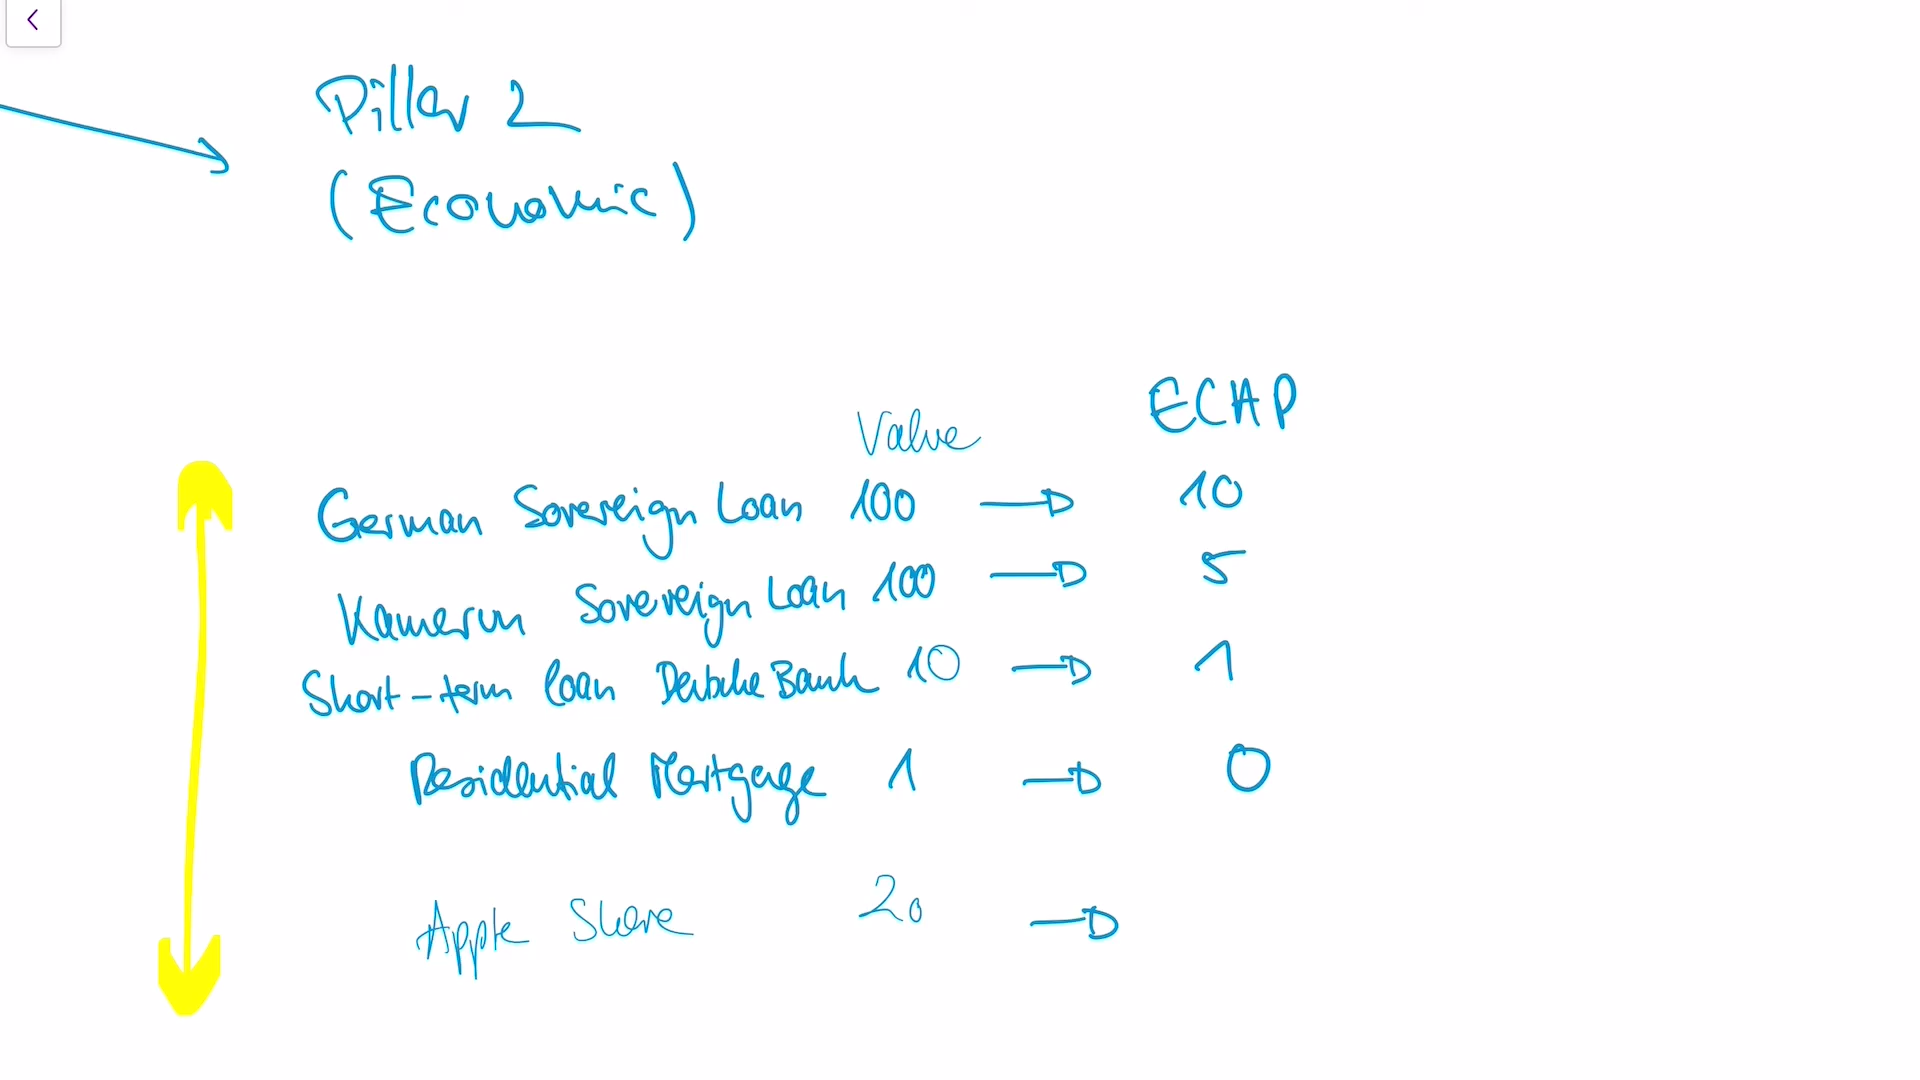 Pillar 2
(Economic)
Value ECAP
German Sovereign Loan 100 10
Kamerun Sovereign Loan 100 5
Short-term loan Deutsche Bank 10 1
Residential Mortgage 1 0
Apple Share 20